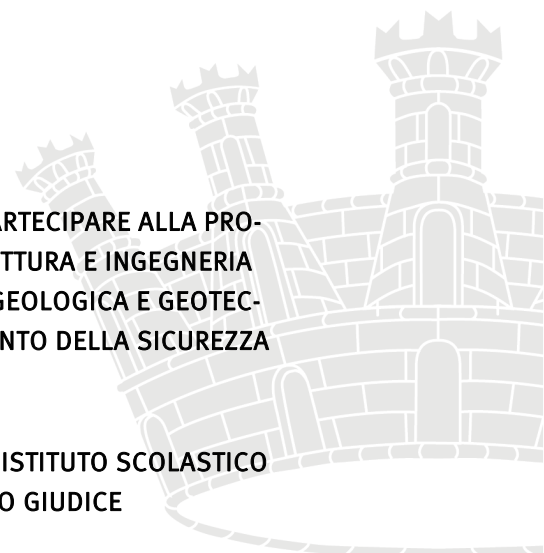 ARTECIPARE ALLA PRO-
TTURA E INGEGNERIA
GEOLOGICA E GEOTEC-
NTO DELLA SICUREZZA
ISTITUTO SCOLASTICO
O GIUDICE